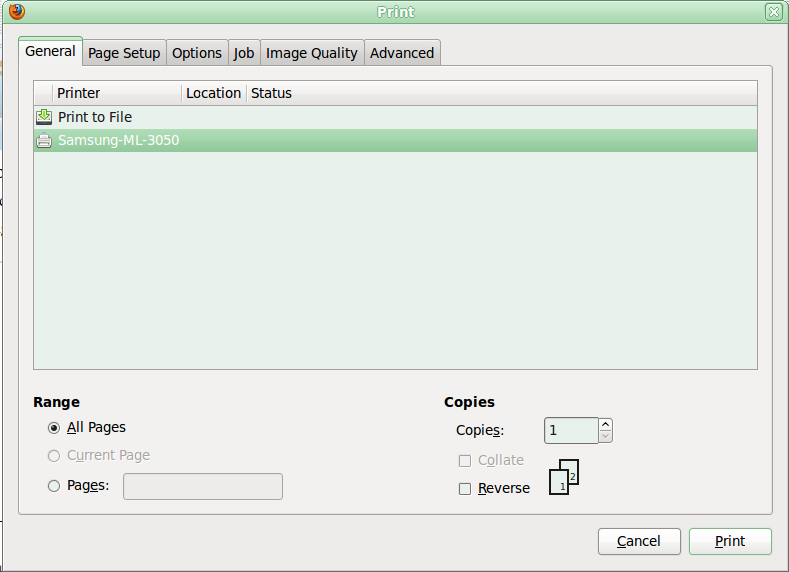 Print
General Page Setup Options Job Image Quality Advanced
Printer Location Status
Print to File
Samsung-ML-3050
Range
All Pages
Current Page
Pages:
Copies
Copies: 1
Collate
Reverse
1 2
Cancel Print